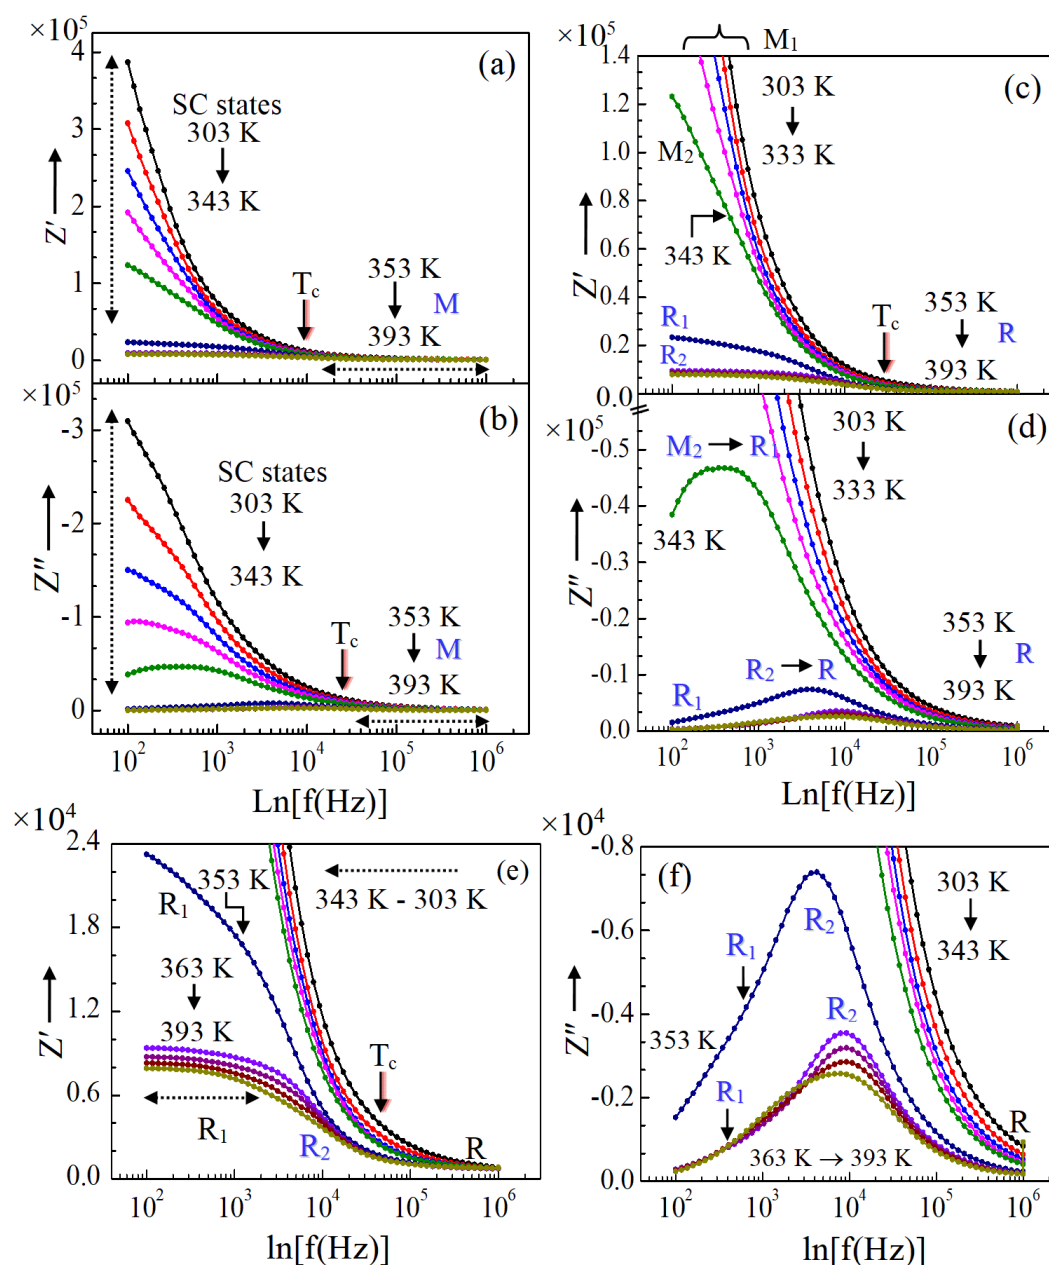 ×10⁵
4
3
2
1
0
Z'
(a)
SC states
303 K
343 K
T_c
353 K
M
393 K
×10⁵
-3
-2
-1
0
Z''
(b)
SC states
303 K
343 K
T_c
353 K
M
393 K
10² 10³ 10⁴ 10⁵ 10⁶
Ln[f(Hz)]
×10⁵
1.4
1.2
1.0
0.8
0.6
0.4
0.2
0.0
Z'
M₁
(c)
303 K
333 K
M₂
343 K
R₁
R₂
T_c
353 K
R
393 K
×10⁵
-0.5
-0.4
-0.3
-0.2
-0.1
0.0
Z''
(d)
M₂ → R₁
303 K
333 K
343 K
353 K
R
393 K
R₂ → R
R₁
10² 10³ 10⁴ 10⁵ 10⁶
Ln[f(Hz)]
×10⁴
2.4
1.8
1.2
0.6
0.0
Z'
(e)
353 K
R₁
343 K - 303 K
363 K
393 K
T_c
R₁
R₂
R
10² 10³ 10⁴ 10⁵ 10⁶
ln[f(Hz)]
×10⁴
-0.8
-0.6
-0.4
-0.2
0.0
Z''
(f)
303 K
343 K
R₂
R₁
353 K
R₂
R₁
R
363 K → 393 K
10² 10³ 10⁴ 10⁵ 10⁶
ln[f(Hz)]